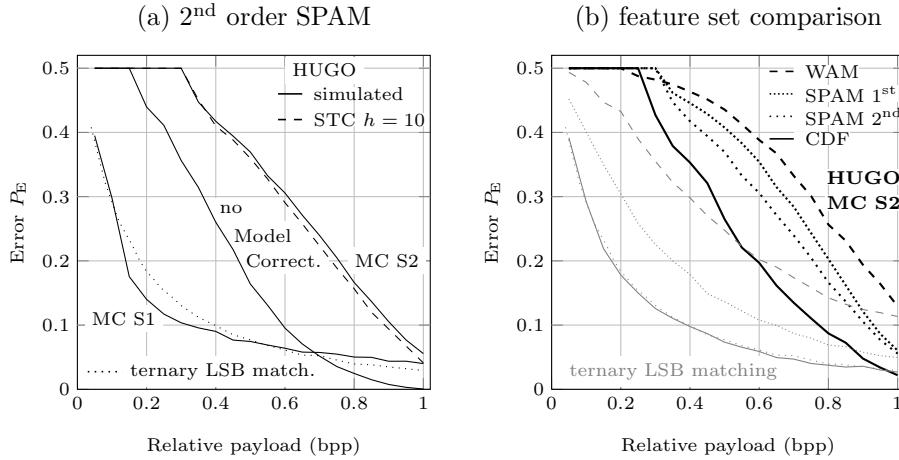 (a) 2nd order SPAM
0.5
0.4
0.3
0.2
0.1
0
Error PE
HUGO
simulated
STC h = 10
no
Model
Correct.
MC S2
MC S1
ternary LSB match.
0 0.2 0.4 0.6 0.8 1
Relative payload (bpp)
(b) feature set comparison
0.5
0.4
0.3
0.2
0.1
0
Error PE
WAM
SPAM 1st
SPAM 2nd
CDF
HUGO
MC S2
ternary LSB matching
0 0.2 0.4 0.6 0.8 1
Relative payload (bpp)